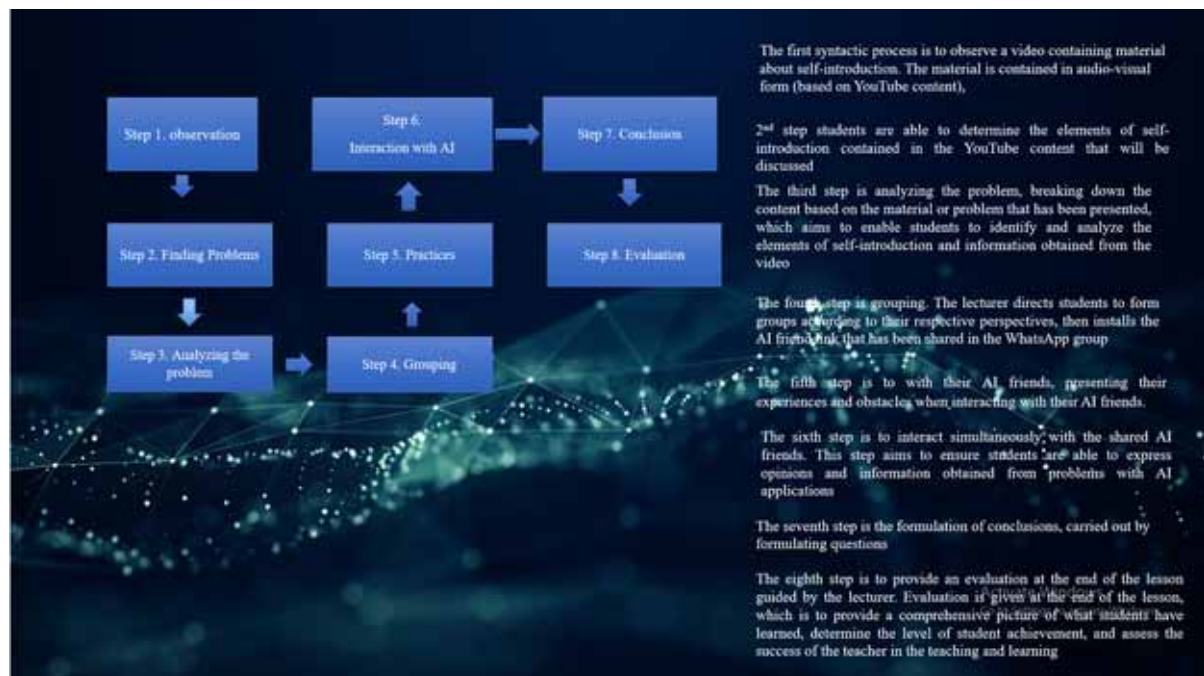 Step 1. observation
Step 2. Finding Problems
Step 3. Analyzing the
problem
Step 4. Grouping
Step 5. Practices
Step 6.
Interaction with AI
Step 7. Conclusion
Step 8. Evaluation
The first syntactic process is to observe a video containing material
about self-introduction. The material is contained in audio-visual
form (based on YouTube content),
2nd step students are able to determine the elements of self-
introduction contained in the YouTube content that will be
discussed
The third step is analyzing the problem, breaking down the
content based on the material or problem that has been presented,
which aims to enable students to identify and analyze the
elements of self-introduction and information obtained from the
video
The fourth step is grouping. The lecturer directs students to form
groups according to their respective perspectives, then installs the
AI friend link that has been shared in the WhatsApp group
The fifth step is to with their AI friends, presenting their
experiences and obstacles when interacting with their AI friends.
The sixth step is to interact simultaneously with the shared AI
friends. This step aims to ensure students are able to express
opinions and information obtained from problems with AI
applications
The seventh step is the formulation of conclusions, carried out by
formulating questions
The eighth step is to provide an evaluation at the end of the lesson
guided by the lecturer. Evaluation is given at the end of the lesson,
which is to provide a comprehensive picture of what students have
learned, determine the level of student achievement, and assess the
success of the teacher in the teaching and learning